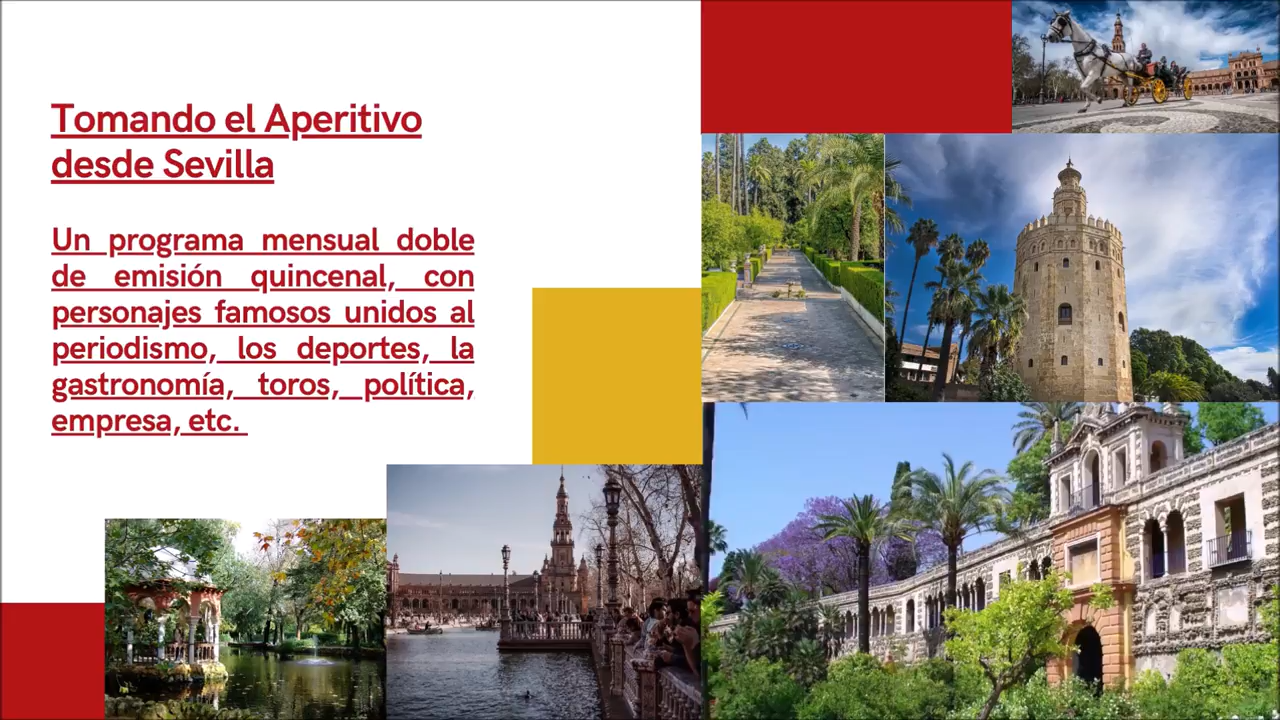 Tomando el Aperitivo
desde Sevilla
Un programa mensual doble
de emisión quincenal, con
personajes famosos unidos al
periodismo, los deportes, la
gastronomía, toros, política,
empresa, etc.